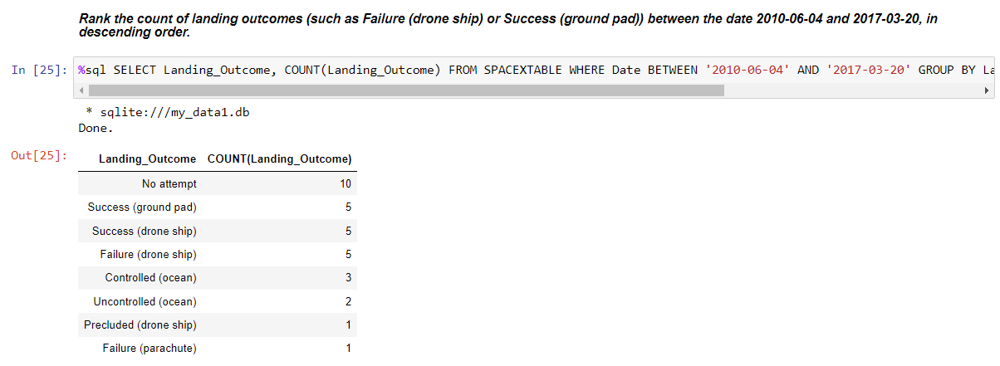 Rank the count of landing outcomes (such as Failure (drone ship) or Success (ground pad)) between the date 2010-06-04 and 2017-03-20, in
descending order.
In [25]: %sql SELECT Landing_Outcome, COUNT(Landing_Outcome) FROM SPACEXTABLE WHERE Date BETWEEN '2010-06-04' AND '2017-03-20' GROUP BY La
* sqlite:///my_data1.db
Done.
Out[25]: Landing_Outcome COUNT(Landing_Outcome)
No attempt 10
Success (ground pad) 5
Success (drone ship) 5
Failure (drone ship) 5
Controlled (ocean) 3
Uncontrolled (ocean) 2
Precluded (drone ship) 1
Failure (parachute) 1